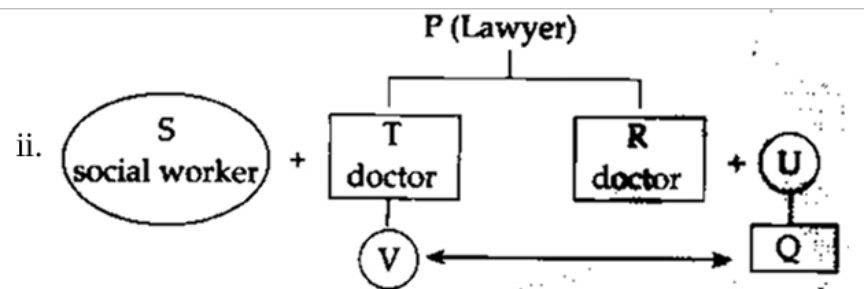 P (Lawyer)
ii.
S
social worker
+
T
doctor
R
doctor
+
U
V
Q